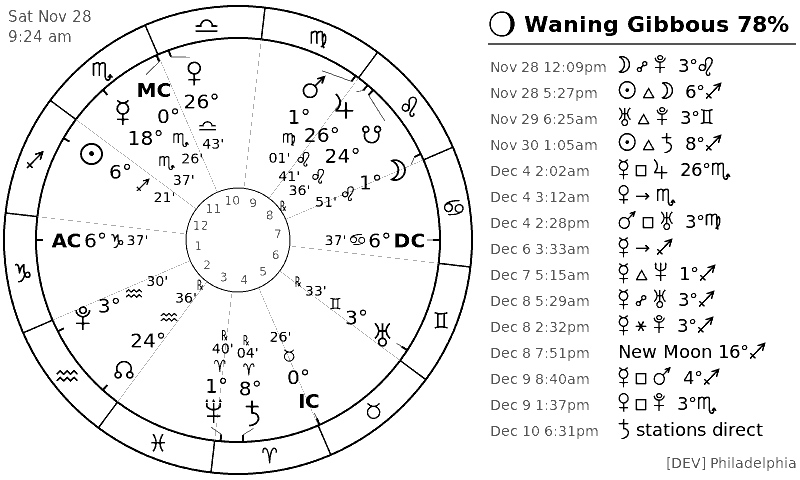 Sat Nov 28
9:24 am
Waning Gibbous 78%
Nov 28 12:09pm ☽ ☍ ♇ 3°♌
Nov 28 5:27pm ☉ △ ☽ 6°♐
Nov 29 6:25am ♅ △ ♇ 3°♊
Nov 30 1:05am ☉ △ ♄ 8°♐
Dec 4 2:02am ☿ □ ♃ 26°♏
Dec 4 3:12am ♀ → ♏
Dec 4 2:28pm ♂ □ ♅ 3°♍
Dec 6 3:33am ☿ → ♐
Dec 7 5:15am ☿ △ ♆ 1°♐
Dec 8 5:29am ☿ ☍ ♅ 3°♐
Dec 8 2:32pm ☿ ⚹ ♇ 3°♐
Dec 8 7:51pm New Moon 16°♐
Dec 9 8:40am ☿ □ ♂ 4°♐
Dec 9 1:37pm ♀ □ ♇ 3°♏
Dec 10 6:31pm ♄ stations direct
[DEV] Philadelphia
MC 0° ♏ 26'
♀ 26° ♎ 43'
☿ 18° ♏ 37'
☉ 6° ♐ 21'
♂ 1° ♍ 01'
♃ 26° ♌ 41'
☋ 24° ♌ 36' ℞
☽ 1° ♌ 51'
AC 6° ♑ 37'
37' ♋ 6° DC
♇ 3° ♒ 30'
☊ 24° ♒ 36' ℞
♆ 1° ♈ 40' ℞
♄ 8° ♈ 04' ℞
IC 0° ♉ 26'
♅ 3° ♊ 33' ℞
1
2
3
4
5
6
7
8
9
10
11
12
♎
♍
♌
♋
♊
♉
♈
♓
♒
♑
♐
♏